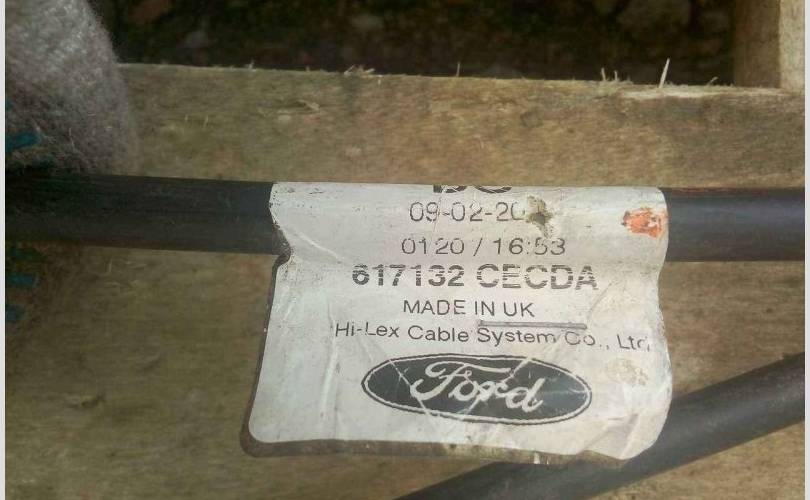 09-02-20
0120 / 16:53
617132 CECDA
MADE IN UK
Hi-Lex Cable System Co., Ltd
Ford